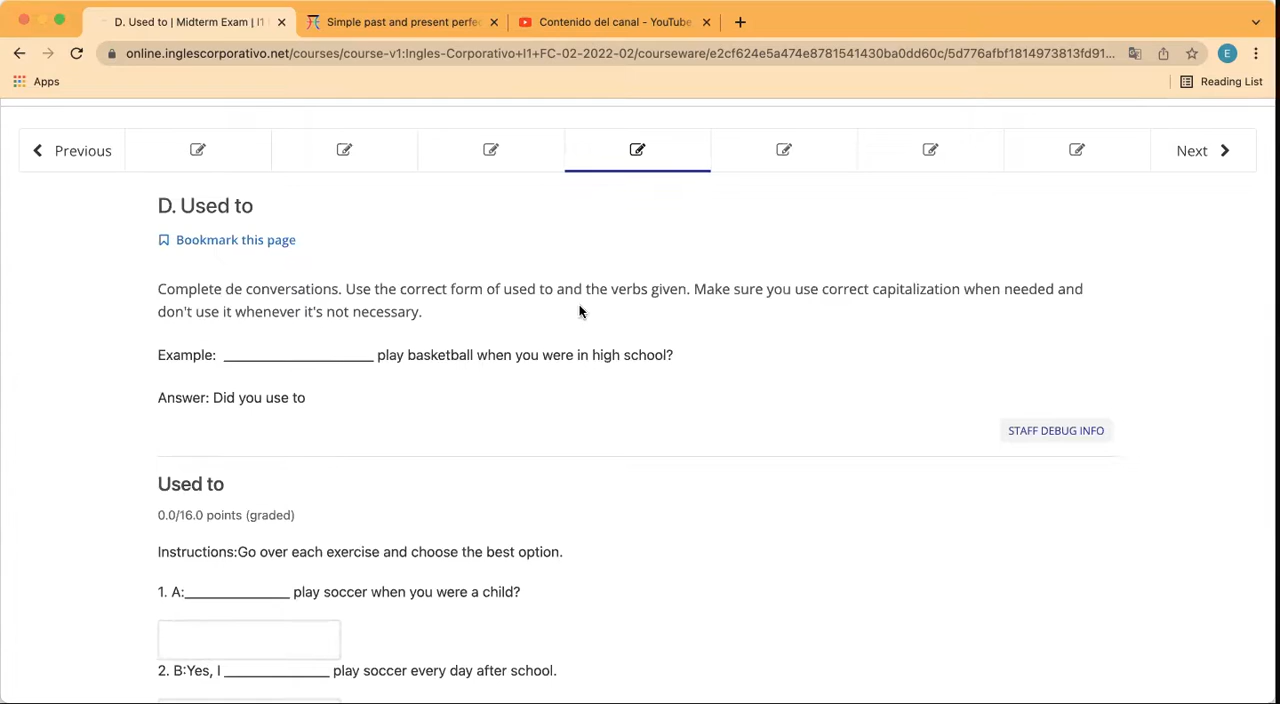 D. Used to | Midterm Exam | I1
Simple past and present perfe
Contenido del canal - YouTube
online.inglescorporativo.net/courses/course-v1:Ingles-Corporativo+I1+FC-02-2022-02/courseware/e2cf624e5a474e8781541430ba0dd60c/5d776afbf1814973813fd91...
E
Apps
Reading List
Previous
Next
D. Used to
Bookmark this page
Complete de conversations. Use the correct form of used to and the verbs given. Make sure you use correct capitalization when needed and
don't use it whenever it's not necessary.
Example: ____________________ play basketball when you were in high school?
Answer: Did you use to
STAFF DEBUG INFO
Used to
0.0/16.0 points (graded)
Instructions:Go over each exercise and choose the best option.
1. A:______________ play soccer when you were a child?
2. B:Yes, I ______________ play soccer every day after school.